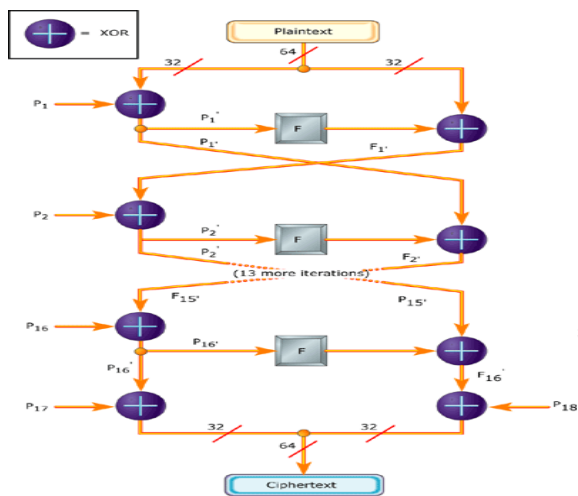 = XOR
Plaintext
64
32
32
P1
P1'
F
P1'
F1'
P2
P2'
F
P2'
F2'
(13 more iterations)
F15'
P15'
P16
P16'
F
P16'
F16'
P17
P18
32
32
64
Ciphertext